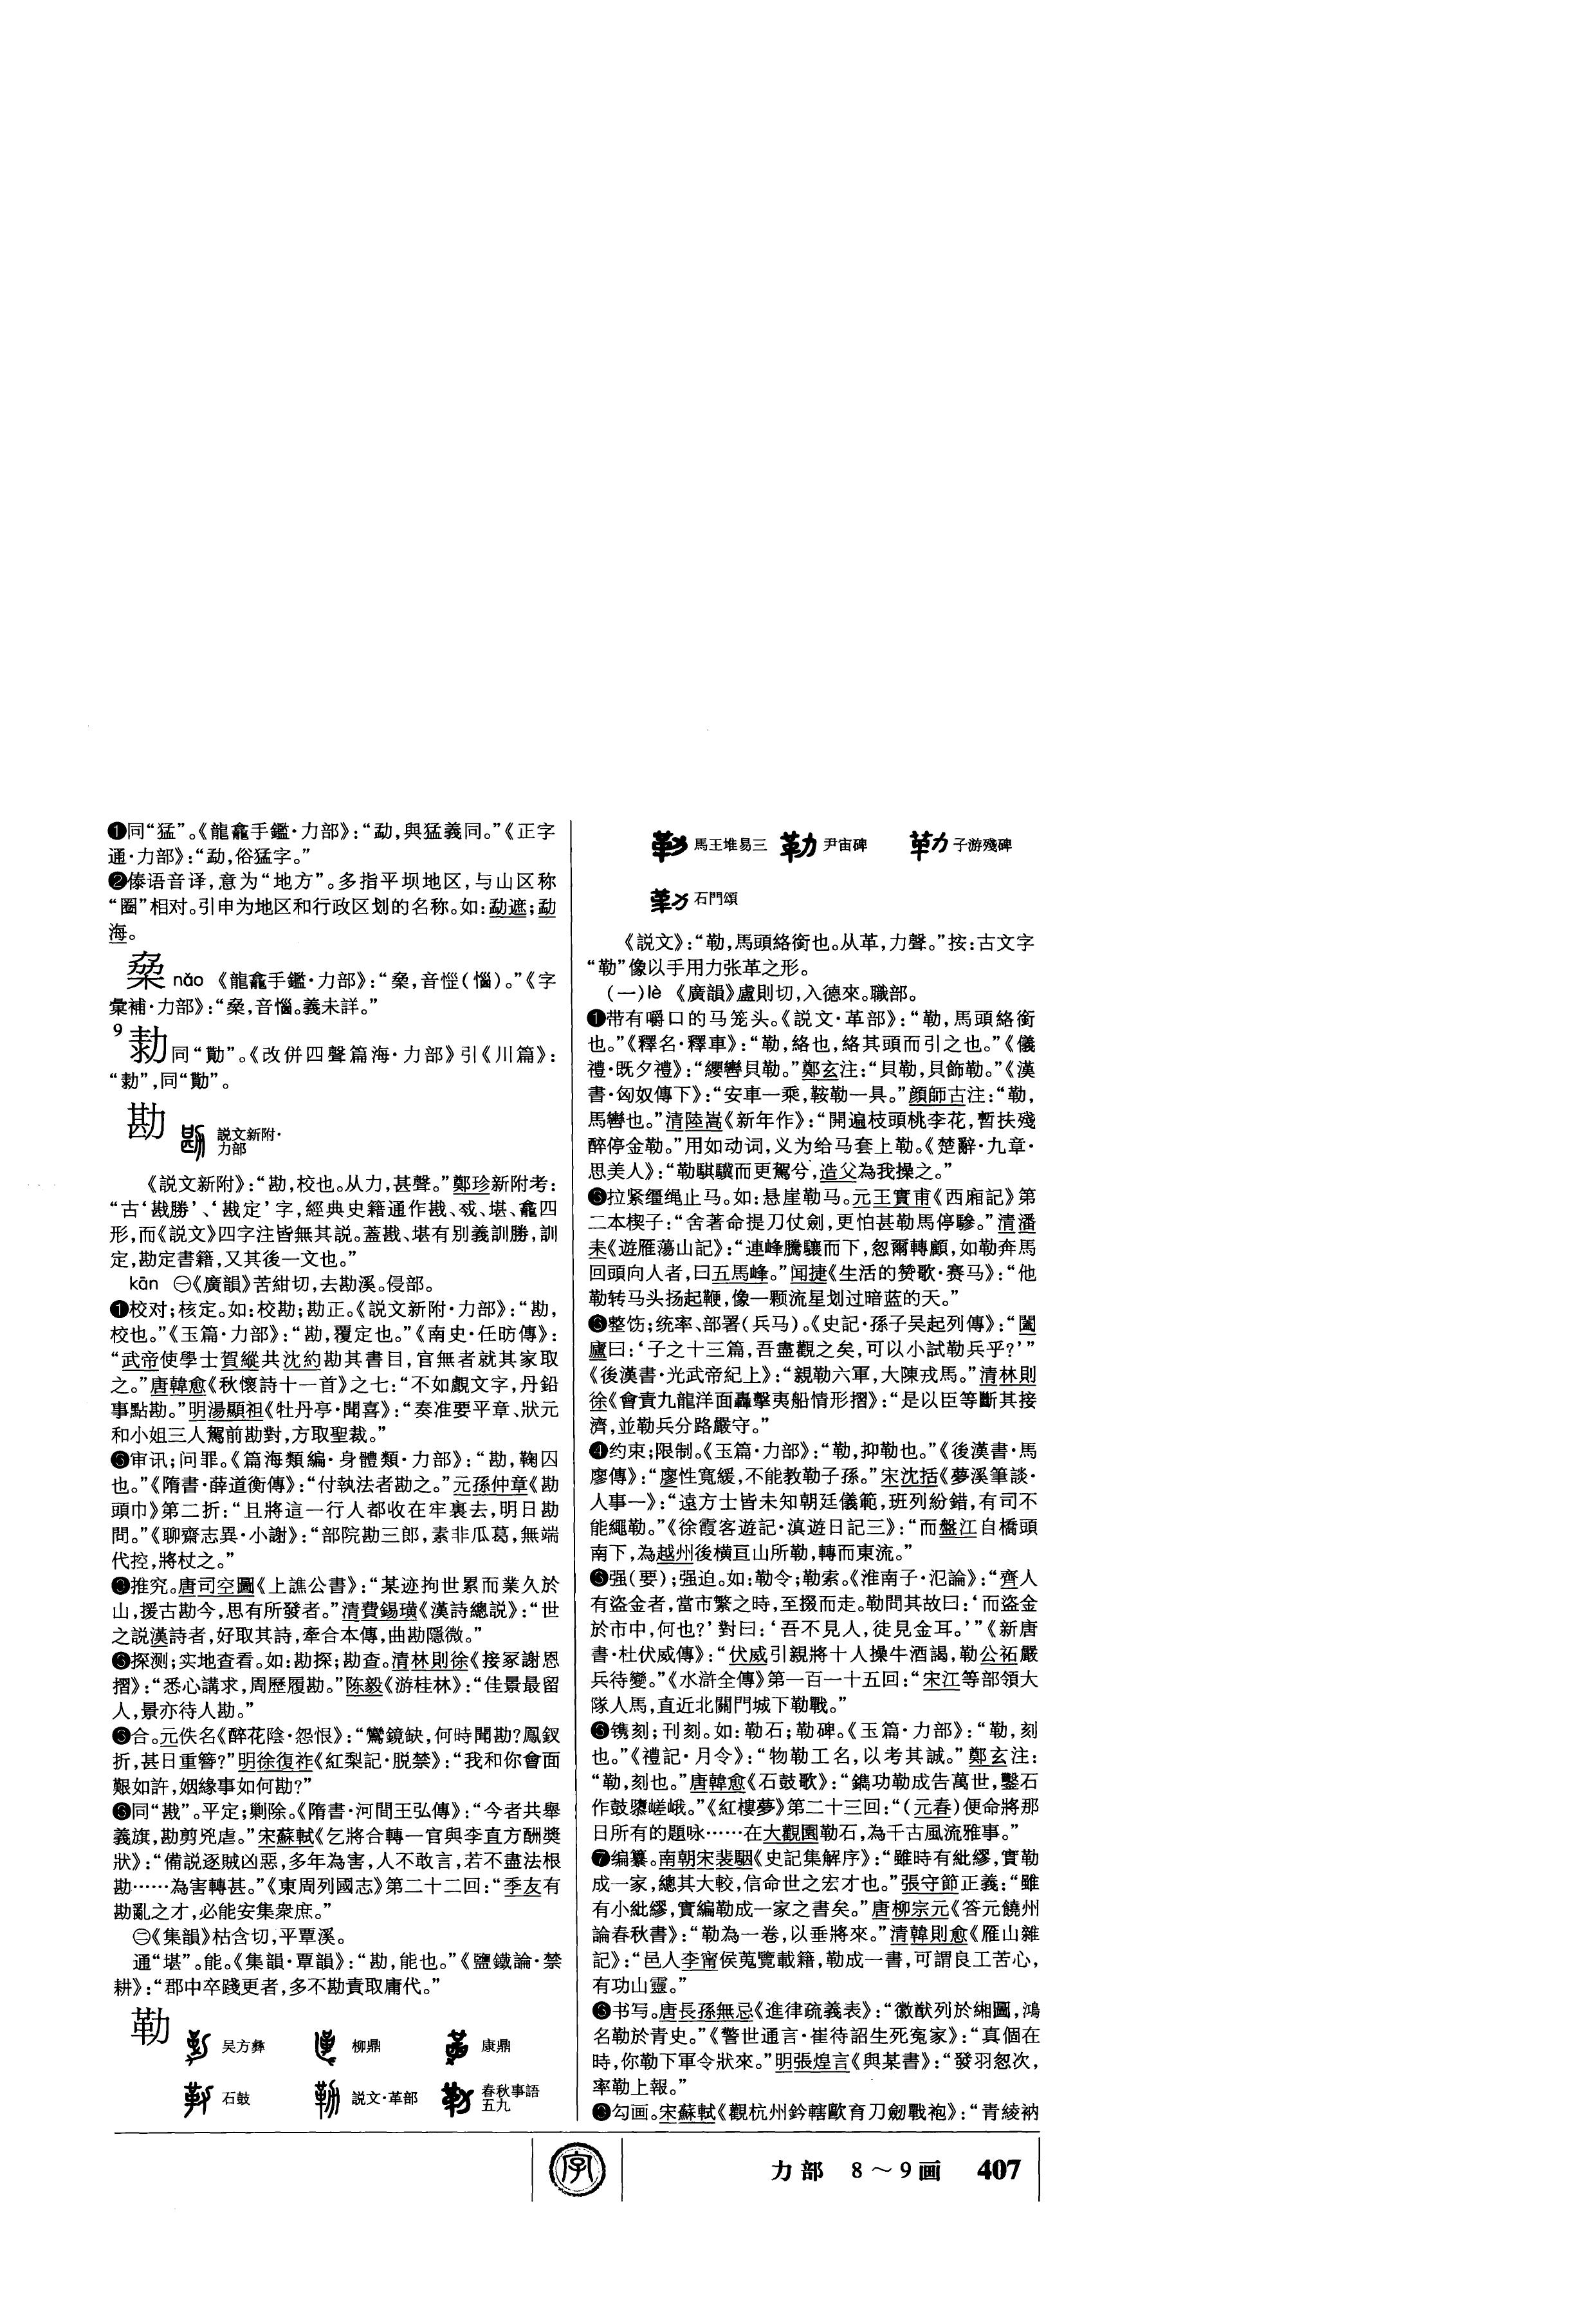 ❶同“猛”。《龍龕手鑑·力部》：“勐，與猛義同。”《正字
通·力部》：“勐，俗猛字。”
❷傣语音译，意为“地方”。多指平坝地区，与山区称
“圈”相对。引申为地区和行政区划的名称。如：勐遮；勐
海。
nǎo 《龍龕手鑑·力部》：“，音㤘（惱）。”《字
彙補·力部》：“，音惱。義未詳。”
9
同“勩”。《改併四聲篇海·力部》引《川篇》：
“”，同“勩”。
勘 説文新附·
力部
《説文新附》：“勘，校也。从力，甚聲。”鄭珍新附考：
“古‘戡勝’、‘戡定’字，經典史籍通作戡、戓、堪、龕四
形，而《説文》四字注皆無其説。蓋戡、堪有别義訓勝，訓
定，勘定書籍，又其後一文也。”
kān ㊀《廣韻》苦紺切，去勘溪。侵部。
❶校对；核定。如：校勘；勘正。《説文新附·力部》：“勘，
校也。”《玉篇·力部》：“勘，覆定也。”《南史·任昉傳》：
“武帝使學士賀縱共沈約勘其書目，官無者就其家取
之。”唐韓愈《秋懷詩十一首》之七：“不如覷文字，丹鉛
事點勘。”明湯顯祖《牡丹亭·聞喜》：“奏准要平章、狀元
和小姐三人駕前勘對，方取聖裁。”
審讯；问罪。《篇海類編·身體類·力部》：“勘，鞠囚
也。”《隋書·薛道衡傳》：“付執法者勘之。”元孫仲章《勘
頭巾》第二折：“且將這一行人都收在牢裏去，明日勘
問。”《聊齋志異·小謝》：“部院勘三郎，素非瓜葛，無端
代控，將杖之。”
推究。唐司空圖《上譙公書》：“某迹拘世累而業久於
山，援古勘今，思有所發者。”清費錫璜《漢詩總説》：“世
之説漢詩者，好取其詩，牽合本傳，曲勘隱微。”
探测；实地查看。如：勘探；勘查。清林則徐《接冢謝恩
摺》：“悉心講求，周歷履勘。”陈毅《游桂林》：“佳景最留
人，景亦待人勘。”
合。元佚名《醉花陰·怨恨》：“鸞鏡缺，何時聞勘？鳳釵
折，甚日重簪？”明徐復祚《紅梨記·脱禁》：“我和你會面
艱如許，姻緣事如何勘？”
同“戡”。平定；剿除。《隋書·河間王弘傳》：“今者共舉
義旗，勘剪兇虐。”宋蘇軾《乞將合轉一官與李直方酬獎
狀》：“備説逐賊凶惡，多年為害，人不敢言，若不盡法根
勘……為害轉甚。”《東周列國志》第二十二回：“季友有
勘亂之才，必能安集衆庶。”
㊁《集韻》枯含切，平覃溪。
通“堪”。能。《集韻·覃韻》：“勘，能也。”《鹽鐵論·禁
耕》：“郡中卒踐更者，多不勘責取庸代。”
勒 吴方彝 柳鼎 康鼎
石鼓 説文·革部 春秋事語
五九
馬王堆易三 尹宙碑 子游殘碑
石門頌
《説文》：“勒，馬頭絡銜也。从革，力聲。”按：古文字
“勒”像以手用力张革之形。
（一）lè 《廣韻》盧則切，入德來。職部。
❶带有嚼口的马笼头。《説文·革部》：“勒，馬頭絡銜
也。”《釋名·釋車》：“勒，絡也，絡其頭而引之也。”《儀
禮·既夕禮》：“纓轡貝勒。”鄭玄注：“貝勒，貝飾勒。”《漢
書·匈奴傳下》：“安車一乘，鞍勒一具。”顔師古注：“勒，
馬轡也。”清陸嵩《新年作》：“開遍枝頭桃李花，暫扶殘
醉停金勒。”用如动词，义为给马套上勒。《楚辭·九章·
思美人》：“勒騏驥而更駕兮，造父為我操之。”
拉紧缰绳止马。如：悬崖勒马。元王實甫《西廂記》第
二本楔子：“舍著命提刀仗劍，更怕甚勒馬停驂。”清潘
耒《遊雁蕩山記》：“連峰騰驤而下，忽爾轉顧，如勒奔馬
回頭向人者，曰五馬峰。”闻捷《生活的赞歌·赛马》：“他
勒转马头扬起鞭，像一颗流星划过暗蓝的天。”
整饬；统率、部署（兵马）。《史記·孫子吴起列傳》：“闔
廬曰：‘子之十三篇，吾盡觀之矣，可以小試勒兵乎？’”
《後漢書·光武帝紀上》：“親勒六軍，大陳戎馬。”清林則
徐《會責九龍洋面轟擊夷船情形摺》：“是以臣等斷其接
濟，並勒兵分路嚴守。”
❹约束；限制。《玉篇·力部》：“勒，抑勒也。”《後漢書·馬
廖傳》：“廖性寬緩，不能教勒子孫。”宋沈括《夢溪筆談·
人事一》：“遠方士皆未知朝廷儀範，班列紛錯，有司不
能繩勒。”《徐霞客遊記·滇遊日記三》：“而盤江自橋頭
南下，為越州後横亘山所勒，轉而東流。”
强（要）；强迫。如：勒令；勒索。《淮南子·氾論》：“齊人
有盜金者，當市繁之時，至掇而走。勒問其故曰：‘而盜金
於市中，何也？’對曰：‘吾不見人，徒見金耳。’”《新唐
書·杜伏威傳》：“伏威引親將十人操牛酒謁，勒公祏嚴
兵待變。”《水滸全傳》第一百一十五回：“宋江等部領大
隊人馬，直近北關門城下勒戰。”
镌刻；刊刻。如：勒石；勒碑。《玉篇·力部》：“勒，刻
也。”《禮記·月令》：“物勒工名，以考其誠。”鄭玄注：
“勒，刻也。”唐韓愈《石鼓歌》：“鐫功勒成告萬世，鑿石
作鼓隳嵯峨。”《紅樓夢》第二十三回：“（元春）便命將那
日所有的題咏……在大觀園勒石，為千古風流雅事。”
❼编纂。南朝宋裴駰《史記集解序》：“雖時有紕繆，實勒
成一家，總其大較，信命世之宏才也。”張守節正義：“雖
有小紕繆，實編勒成一家之書矣。”唐柳宗元《答元饒州
論春秋書》：“勒為一卷，以垂將來。”清韓則愈《雁山雜
記》：“邑人李甯侯蒐覽載籍，勒成一書，可謂良工苦心，
有功山靈。”
书写。唐長孫無忌《進律疏義表》：“徽猷列於緗圖，鴻
名勒於青史。”《警世通言·崔待詔生死冤家》：“真個在
時，你勒下軍令狀來。”明張煌言《與某書》：“發羽忽次，
率勒上報。”
勾画。宋蘇軾《觀杭州鈐轄歐育刀劍戰袍》：“青綾衲
字 力部 8～9画 407